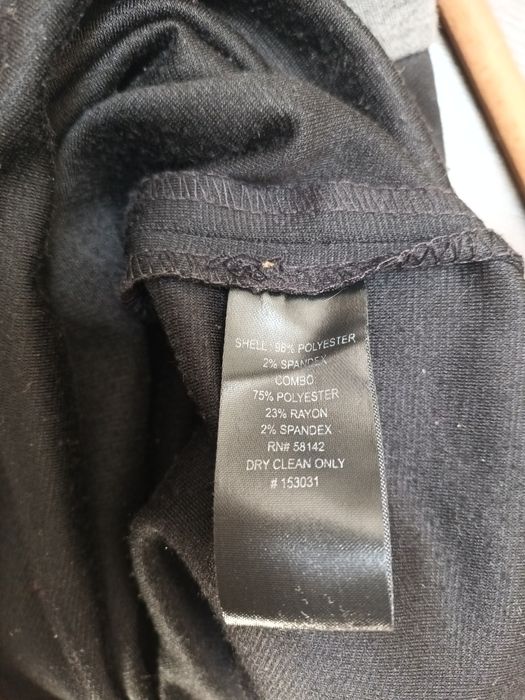 SHELL: 98% POLYESTER
2% SPANDEX
COMBO
75% POLYESTER
23% RAYON
2% SPANDEX
RN# 58142
DRY CLEAN ONLY
# 153031